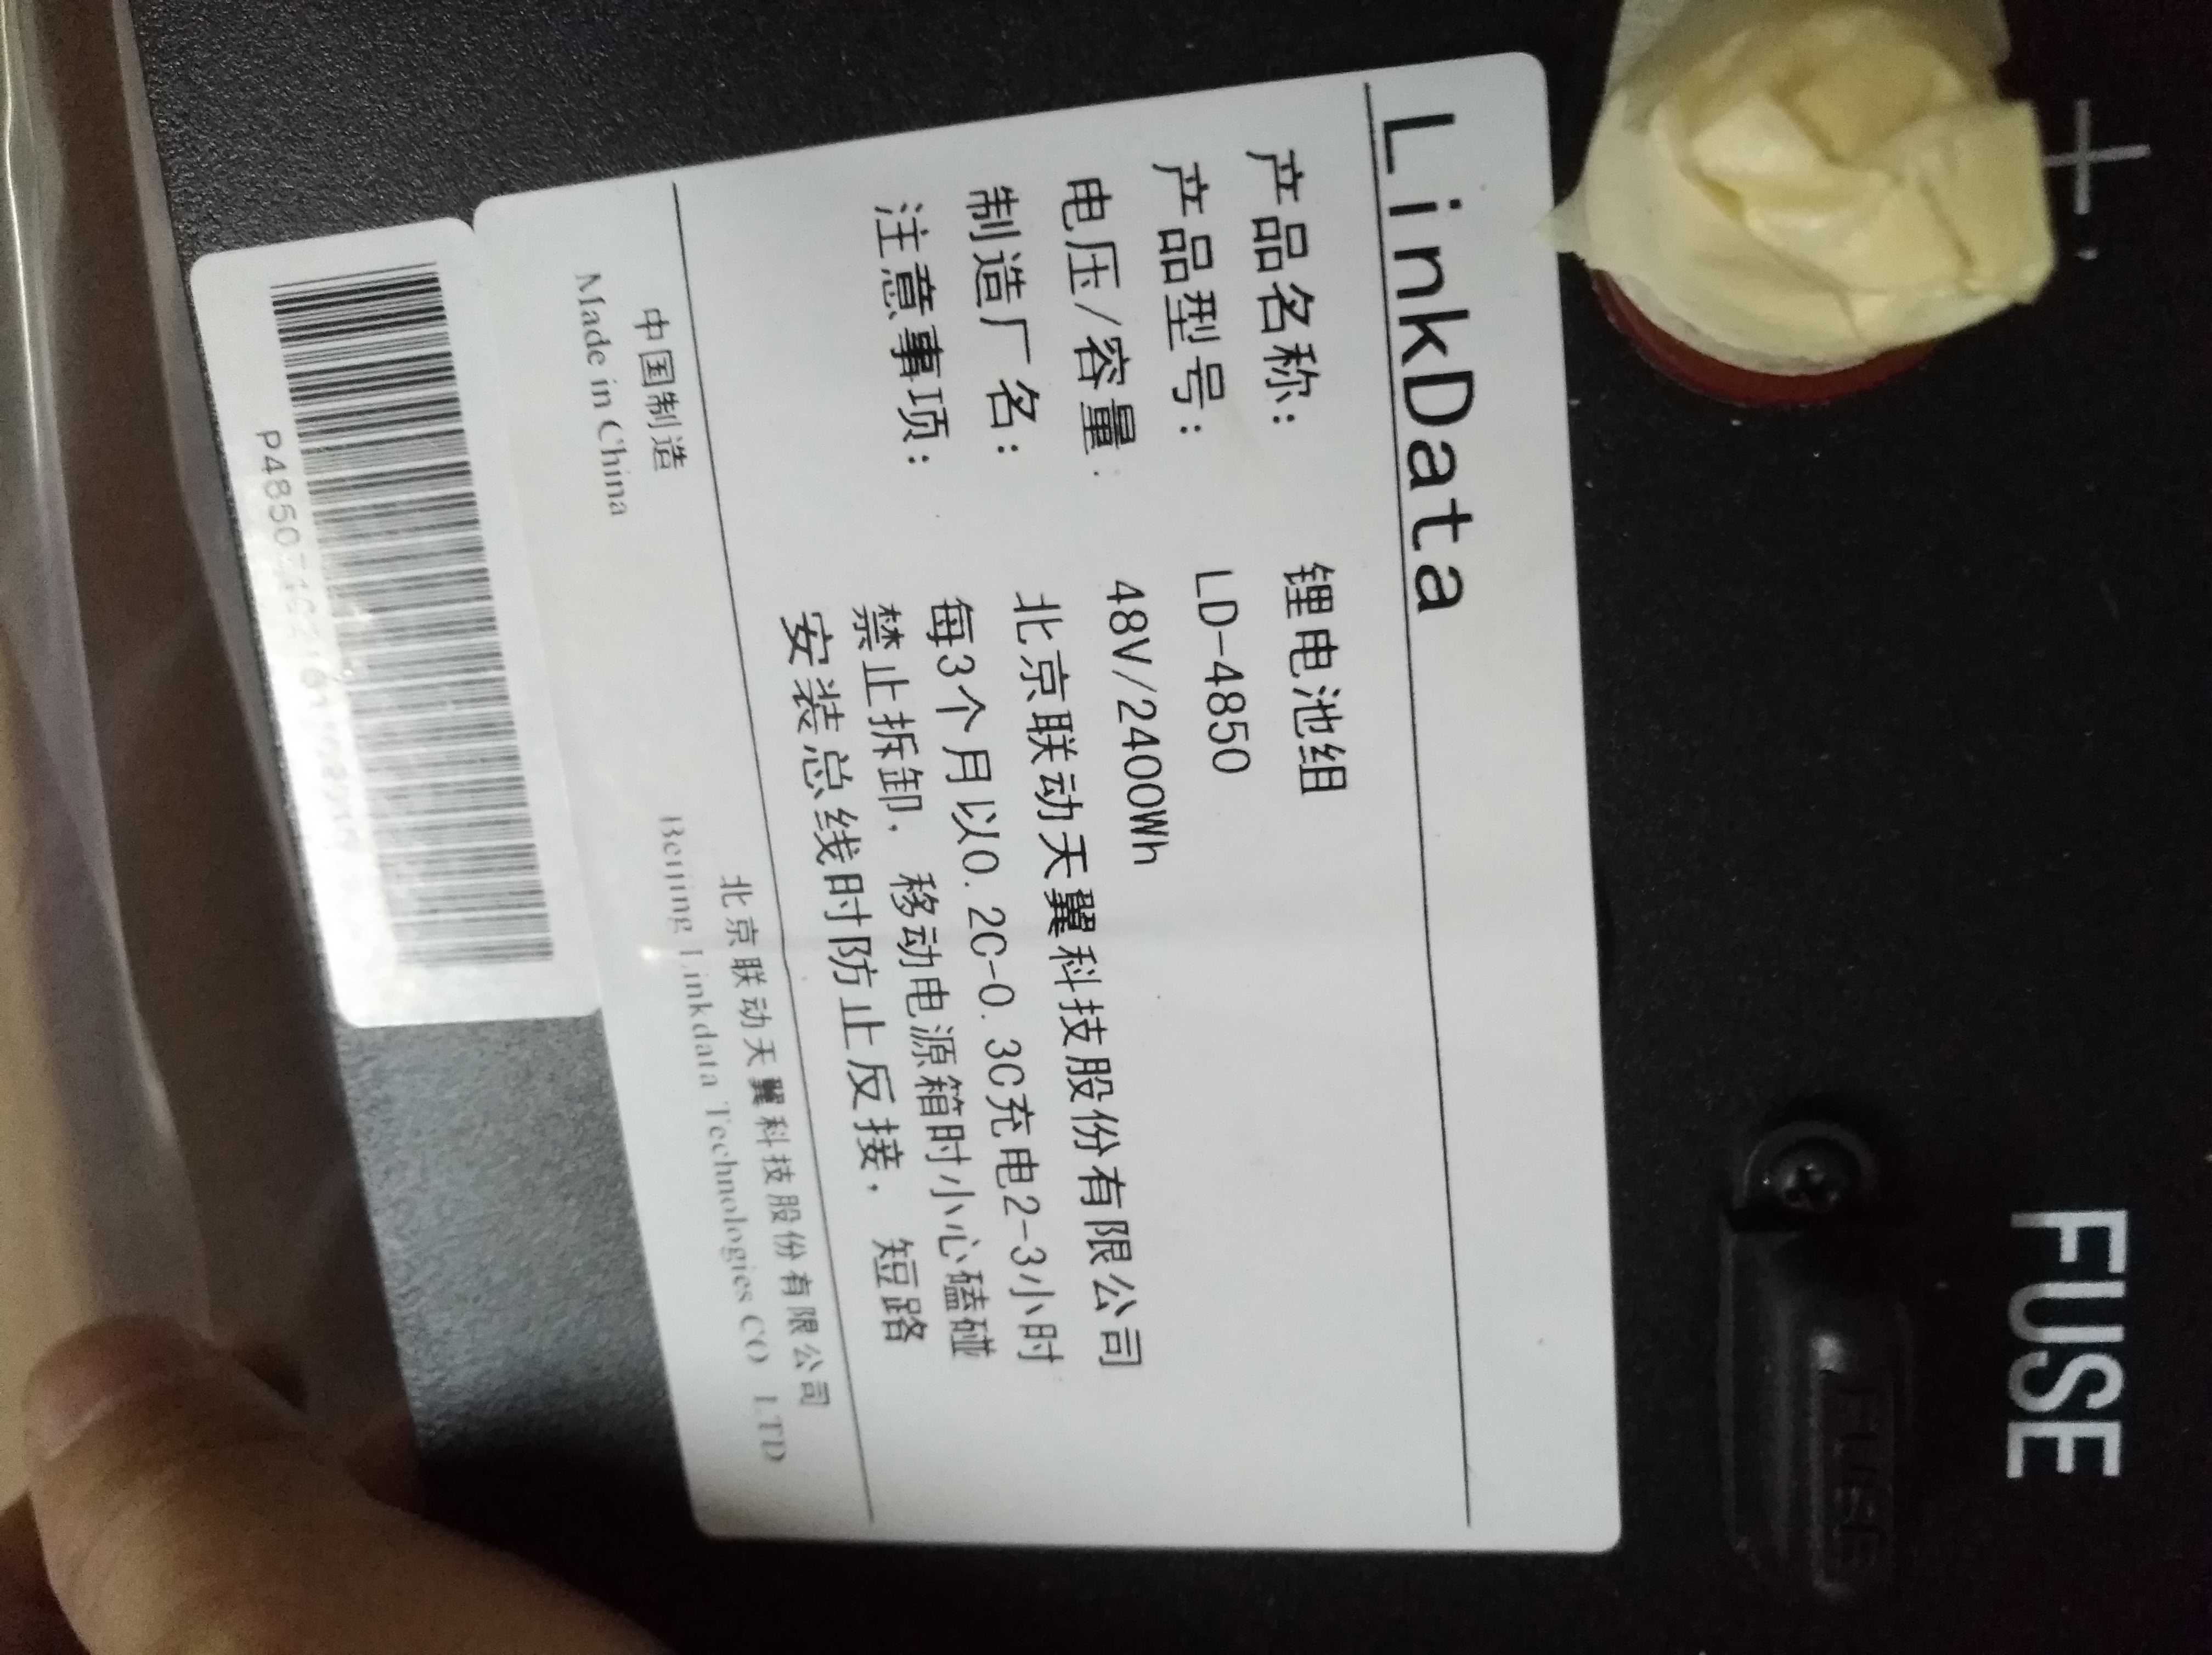 LinkData
产品名称: 锂电池组
产品型号: LD-4850
电压/容量: 48V/2400Wh
制造厂名: 北京联动天翼科技股份有限公司
注意事项: 每3个月以0.2C-0.3C充电2-3小时
禁止拆卸，移动电源箱时小心磕碰
安装总线时防止反接，短路
中国制造 北京联动天翼科技股份有限公司
Made in China Beijing Linkdata Technologies CO LTD
+
FUSE
FUSE